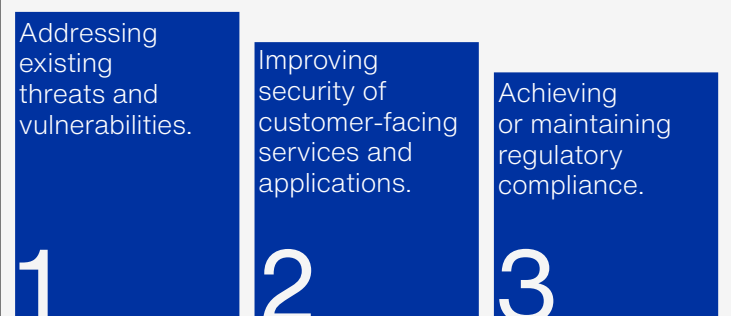 Addressing
existing
threats and
vulnerabilities.
1
Improving
security of
customer-facing
services and
applications.
2
Achieving
or maintaining
regulatory
compliance.
3